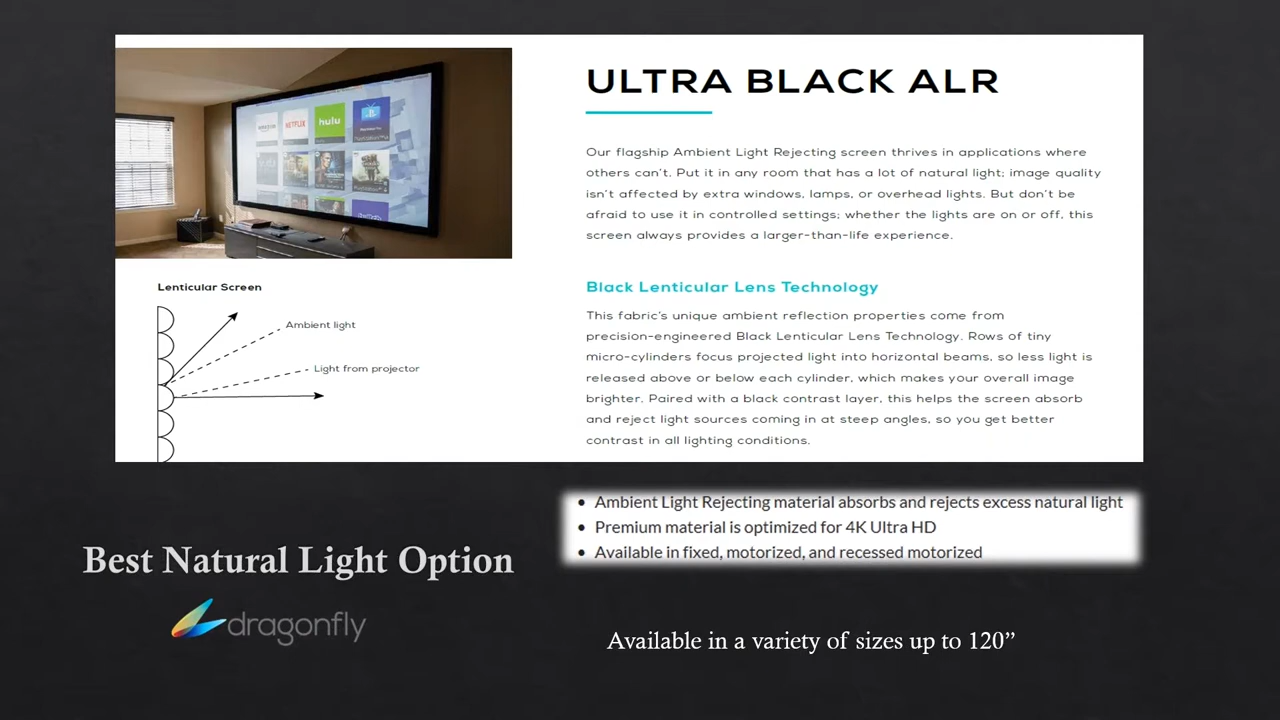 amazon
NETFLIX
hulu
ULTRA BLACK ALR
Our flagship Ambient Light Rejecting screen thrives in applications where
others can't. Put it in any room that has a lot of natural light; image quality
isn't affected by extra windows, lamps, or overhead lights. But don't be
afraid to use it in controlled settings; whether the lights are on or off, this
screen always provides a larger-than-life experience.
Lenticular Screen
Ambient light
Light from projector
Black Lenticular Lens Technology
This fabric's unique ambient reflection properties come from
precision-engineered Black Lenticular Lens Technology. Rows of tiny
micro-cylinders focus projected light into horizontal beams, so less light is
released above or below each cylinder, which makes your overall image
brighter. Paired with a black contrast layer, this helps the screen absorb
and reject light sources coming in at steep angles, so you get better
contrast in all lighting conditions.
• Ambient Light Rejecting material absorbs and rejects excess natural light
• Premium material is optimized for 4K Ultra HD
• Available in fixed, motorized, and recessed motorized
Best Natural Light Option
dragonfly
Available in a variety of sizes up to 120”